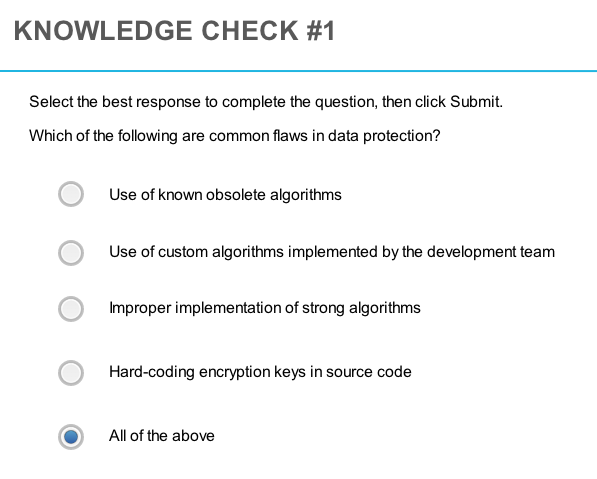 KNOWLEDGE CHECK #1
Select the best response to complete the question, then click Submit.
Which of the following are common flaws in data protection?
Use of known obsolete algorithms
Use of custom algorithms implemented by the development team
Improper implementation of strong algorithms
Hard-coding encryption keys in source code
All of the above